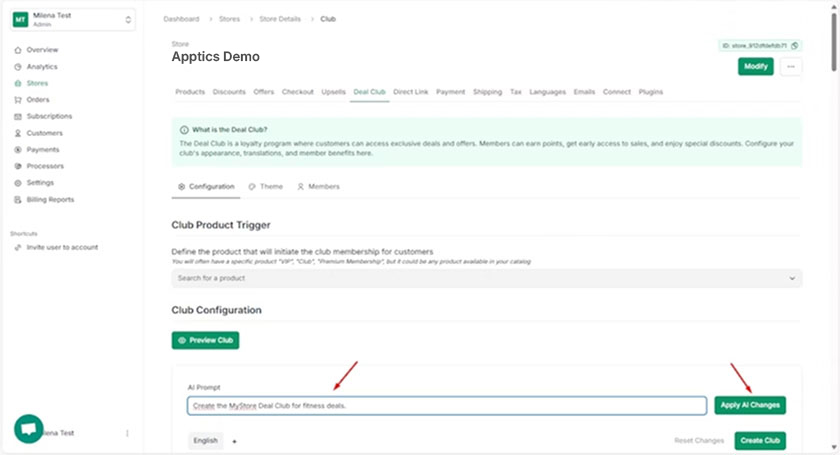 MT
Milena Test
Admin
Overview
Analytics
Stores
Orders
Subscriptions
Customers
Payments
Processors
Settings
Billing Reports
Shortcuts
Invite user to account
lena Test
Dashboard > Stores > Store Details > Club
Store
Apptics Demo
Modify
...
Products Discounts Offers Checkout Upsells Deal Club Direct Link Payment Shipping Tax Languages Emails Connect Plugins
What is the Deal Club?
The Deal Club is a loyalty program where customers can access exclusive deals and offers. Members can earn points, get early access to sales, and enjoy special discounts. Configure your
club's appearance, translations, and member benefits here.
Configuration Theme Members
Club Product Trigger
Define the product that will initiate the club membership for customers
You will often have a specific product "VIP", "Club", "Premium Membership", but it could be any product available in your catalog
Search for a product
Club Configuration
Preview Club
AI Prompt
Create the MyStore Deal Club for fitness deals.
Apply AI Changes
English +
Reset Changes
Create Club